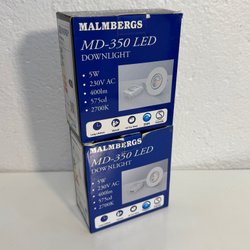 MALMBERGS
MD-350 LED
DOWNLIGHT
• 5W
• 230V AC
• 400lm
• 575cd
• 2700K
MALMBERGS
MD-350 LED
DOWNLIGHT
• 5W
• 230V AC
• 400lm
• 575cd
• 2700K